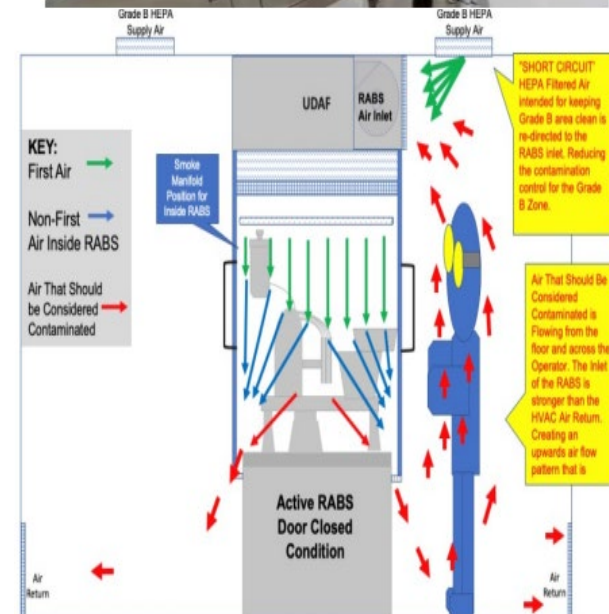 Grade B HEPA
Supply Air
Grade B HEPA
Supply Air
UDAF
RABS
Air Inlet
"SHORT CIRCUIT"
HEPA Filtered Air
intended for keeping
Grade B area clean is
re-directed to the
RABS inlet. Reducing
the contamination
control for the Grade
B Zone.
KEY:
First Air
Non-First
Air Inside RABS
Air That Should
be Considered
Contaminated
Smoke
Manifold
Position for
Inside RABS
Air That Should Be
Considered
Contaminated is
Flowing from the
floor and across the
Operator. The Inlet
of the RABS is
stronger than the
HVAC Air Return.
Creating an
upwards air flow
pattern that is
Active RABS
Door Closed
Condition
Air
Return
Air
Return